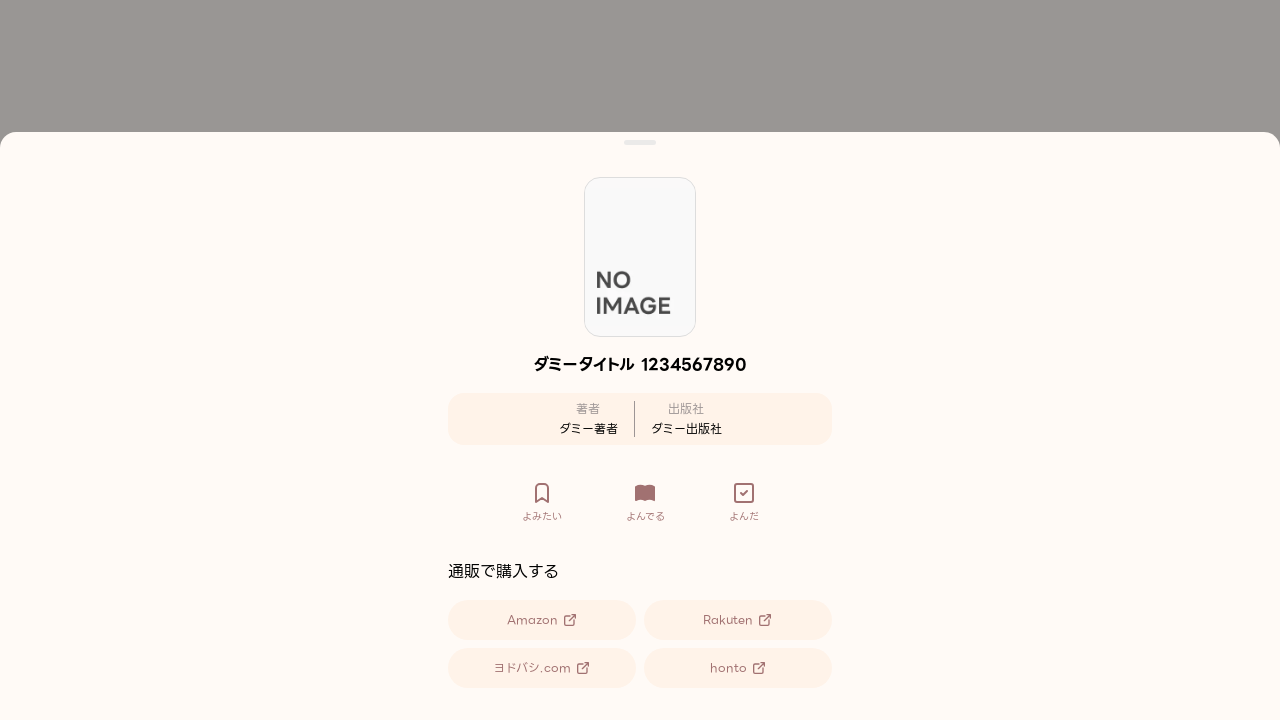 NO
IMAGE
ダミータイトル 1234567890
著者
ダミー著者
出版社
ダミー出版社
よみたい
よんでる
よんだ
通販で購入する
Amazon
Rakuten
ヨドバシ.com
honto